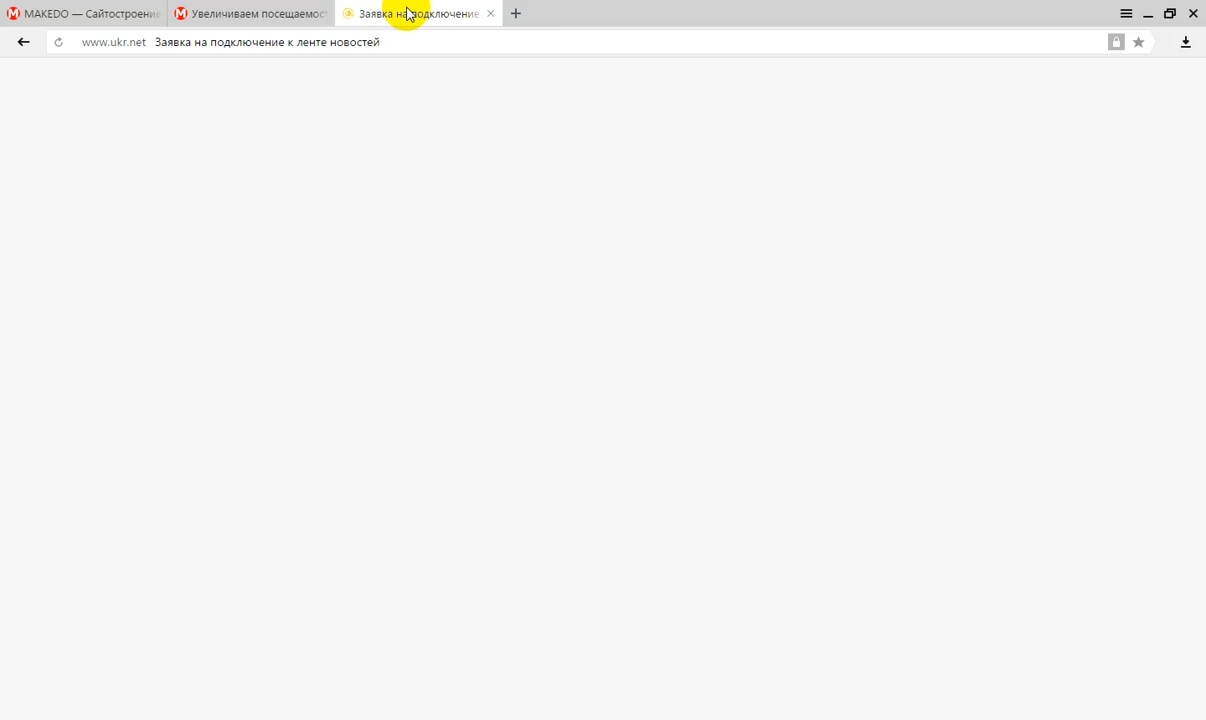 MAKEDO — Сайтостроение
Увеличиваем посещаемост
Заявка на подключение
www.ukr.net Заявка на подключение к ленте новостей